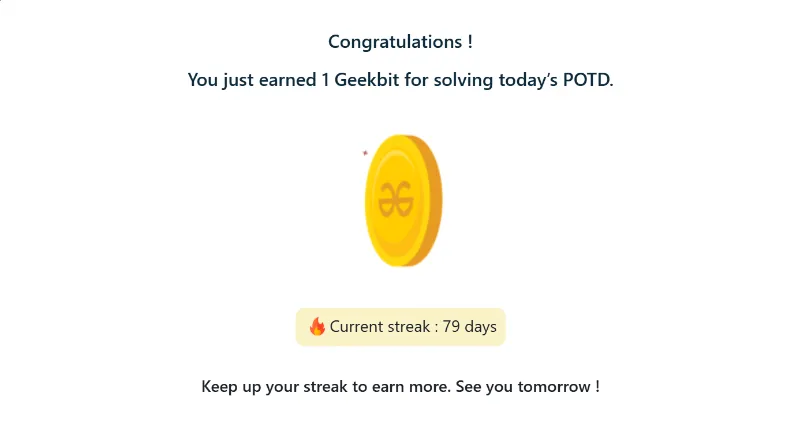 Congratulations !
You just earned 1 Geekbit for solving today’s POTD.
Current streak : 79 days
Keep up your streak to earn more. See you tomorrow !